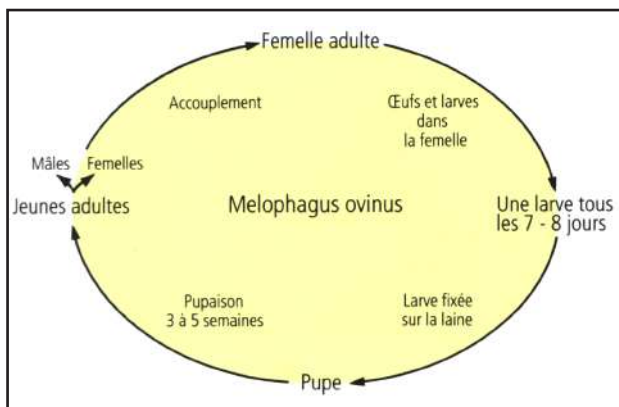 Femelle adulte
Accouplement
Œufs et larves
dans
la femelle
Mâles
Femelles
Jeunes adultes
Melophagus ovinus
Une larve tous
les 7 - 8 jours
Pupaison
3 à 5 semaines
Larve fixée
sur la laine
Pupe